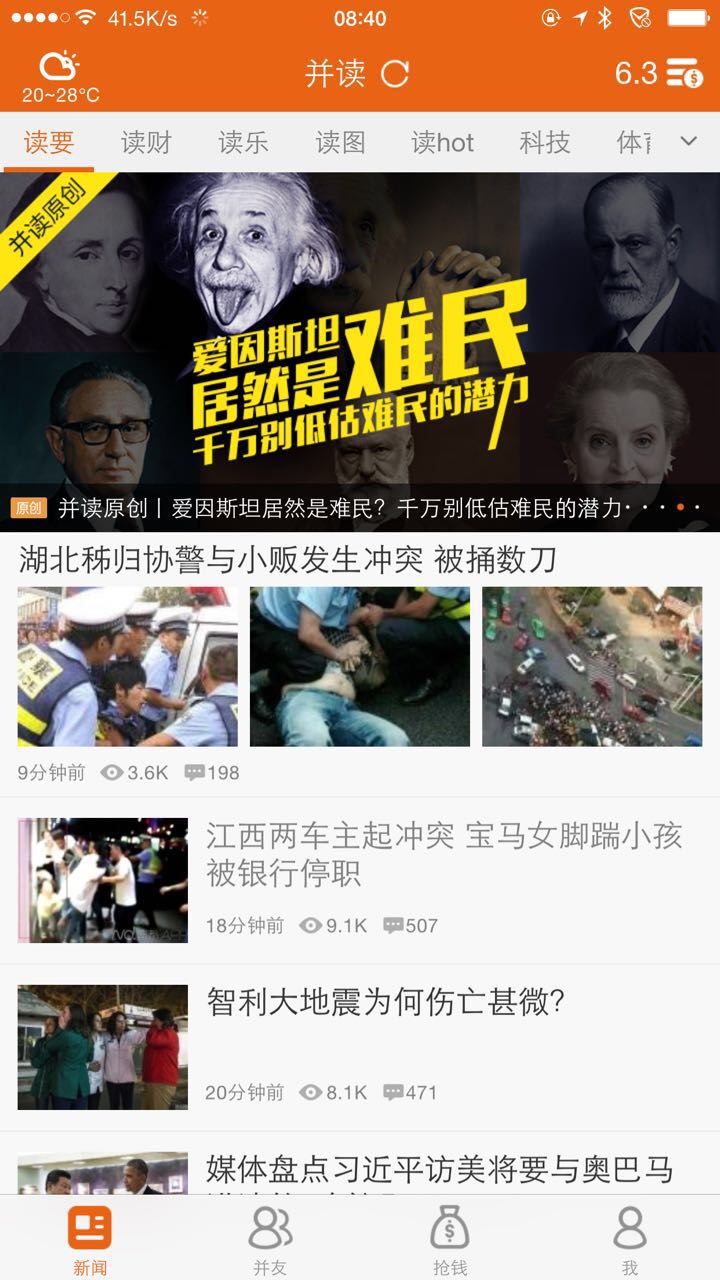 41.5K/s
08:40
20~28°C
并读
6.3
读要 读财 读乐 读图 读hot 科技
并读原创
爱因斯坦
居然是难民
千万别低估难民的潜力
原创 并读原创丨爱因斯坦居然是难民？千万别低估难民的潜力
湖北秭归协警与小贩发生冲突 被捅数刀
9分钟前 3.6K 198
江西两车主起冲突 宝马女脚踹小孩
被银行停职
18分钟前 9.1K 507
智利大地震为何伤亡甚微？
20分钟前 8.1K 471
媒体盘点习近平访美将要与奥巴马
新闻 并友 抢钱 我